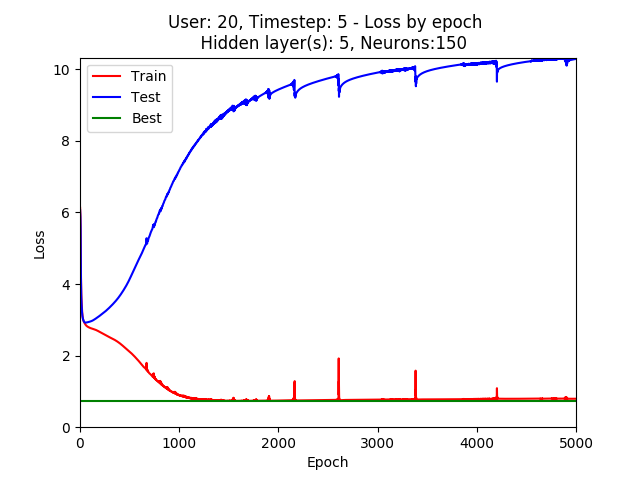 User: 20, Timestep: 5 - Loss by epoch
Hidden layer(s): 5, Neurons:150
Train
Test
Best
10
8
6
4
2
0
Loss
0 1000 2000 3000 4000 5000
Epoch